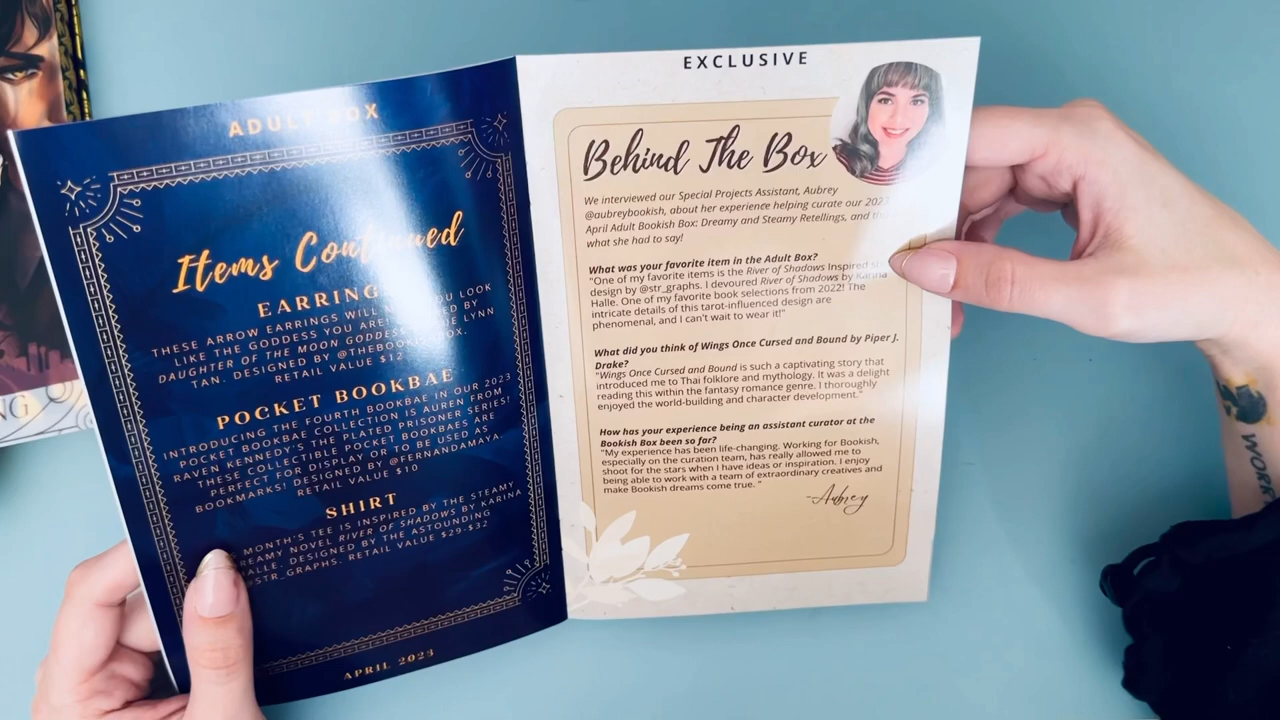 ADULT BOX
Items Continued
EARRINGS
THESE ARROW EARRINGS WILL YOU LOOK
LIKE THE GODDESS YOU ARE! BY
DAUGHTER OF THE MOON GODDESS LYNN
TAN. DESIGNED BY
RETAIL VALUE $12
POCKET BOOKBAE
INTRODUCING THE FOURTH BOOKBAE IN OUR 2023
POCKET BOOKBAE COLLECTION IS AUREN FROM
RAVEN KENNEDY'S THE PLATED PRISONER SERIES!
THESE COLLECTIBLE POCKET BOOKBAES ARE
PERFECT FOR DISPLAY OR TO BE USED AS
BOOKMARKS! DESIGNED BY @FERNANDAMAYA.
RETAIL VALUE $10
SHIRT
MONTH'S TEE IS INSPIRED BY THE STEAMY
NOVEL RIVER OF SHADOWS BY KARINA
DESIGNED BY THE ASTOUNDING
RETAIL VALUE $29-$32
APRIL 2023
EXCLUSIVE
Behind The Box
We interviewed our Special Projects Assistant, Aubrey
@aubreybookish, about her experience helping curate our 2023
April Adult Bookish Box: Dreamy and Steamy Retellings, and
what she had to say!
What was your favorite item in the Adult Box?
"One of my favorite items is the River of Shadows Inspired
design by @str_graphs. I devoured River of Shadows by Karina
Halle. One of my favorite book selections from 2022! The
intricate details of this tarot-influenced design are
phenomenal, and I can't wait to wear it!"
What did you think of Wings Once Cursed and Bound by Piper J.
Drake?
"Wings Once Cursed and Bound is such a captivating story that
introduced me to Thai folklore and mythology. It was a delight
reading this within the fantasy romance genre. I thoroughly
enjoyed the world-building and character development."
How has your experience being an assistant curator at the
Bookish Box been so far?
"My experience has been life-changing. Working for Bookish,
especially on the curation team, has really allowed me to
shoot for the stars when I have ideas or inspiration. I enjoy
being able to work with a team of extraordinary creatives and
make Bookish dreams come true. "
-Aubrey
WORR
NG